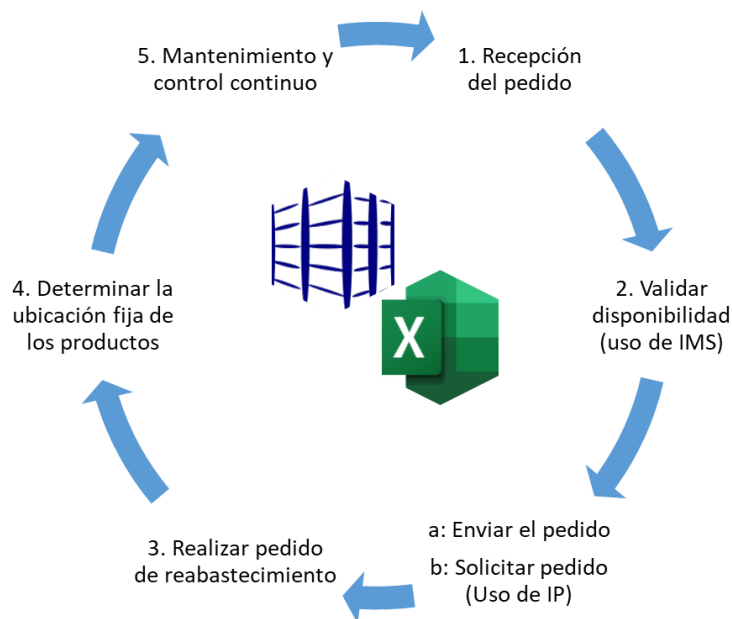 1. Recepción
del pedido
2. Validar
disponibilidad
(uso de IMS)
a: Enviar el pedido
b: Solicitar pedido
(Uso de IP)
3. Realizar pedido
de reabastecimiento
4. Determinar la
ubicación fija de
los productos
5. Mantenimiento y
control continuo
X